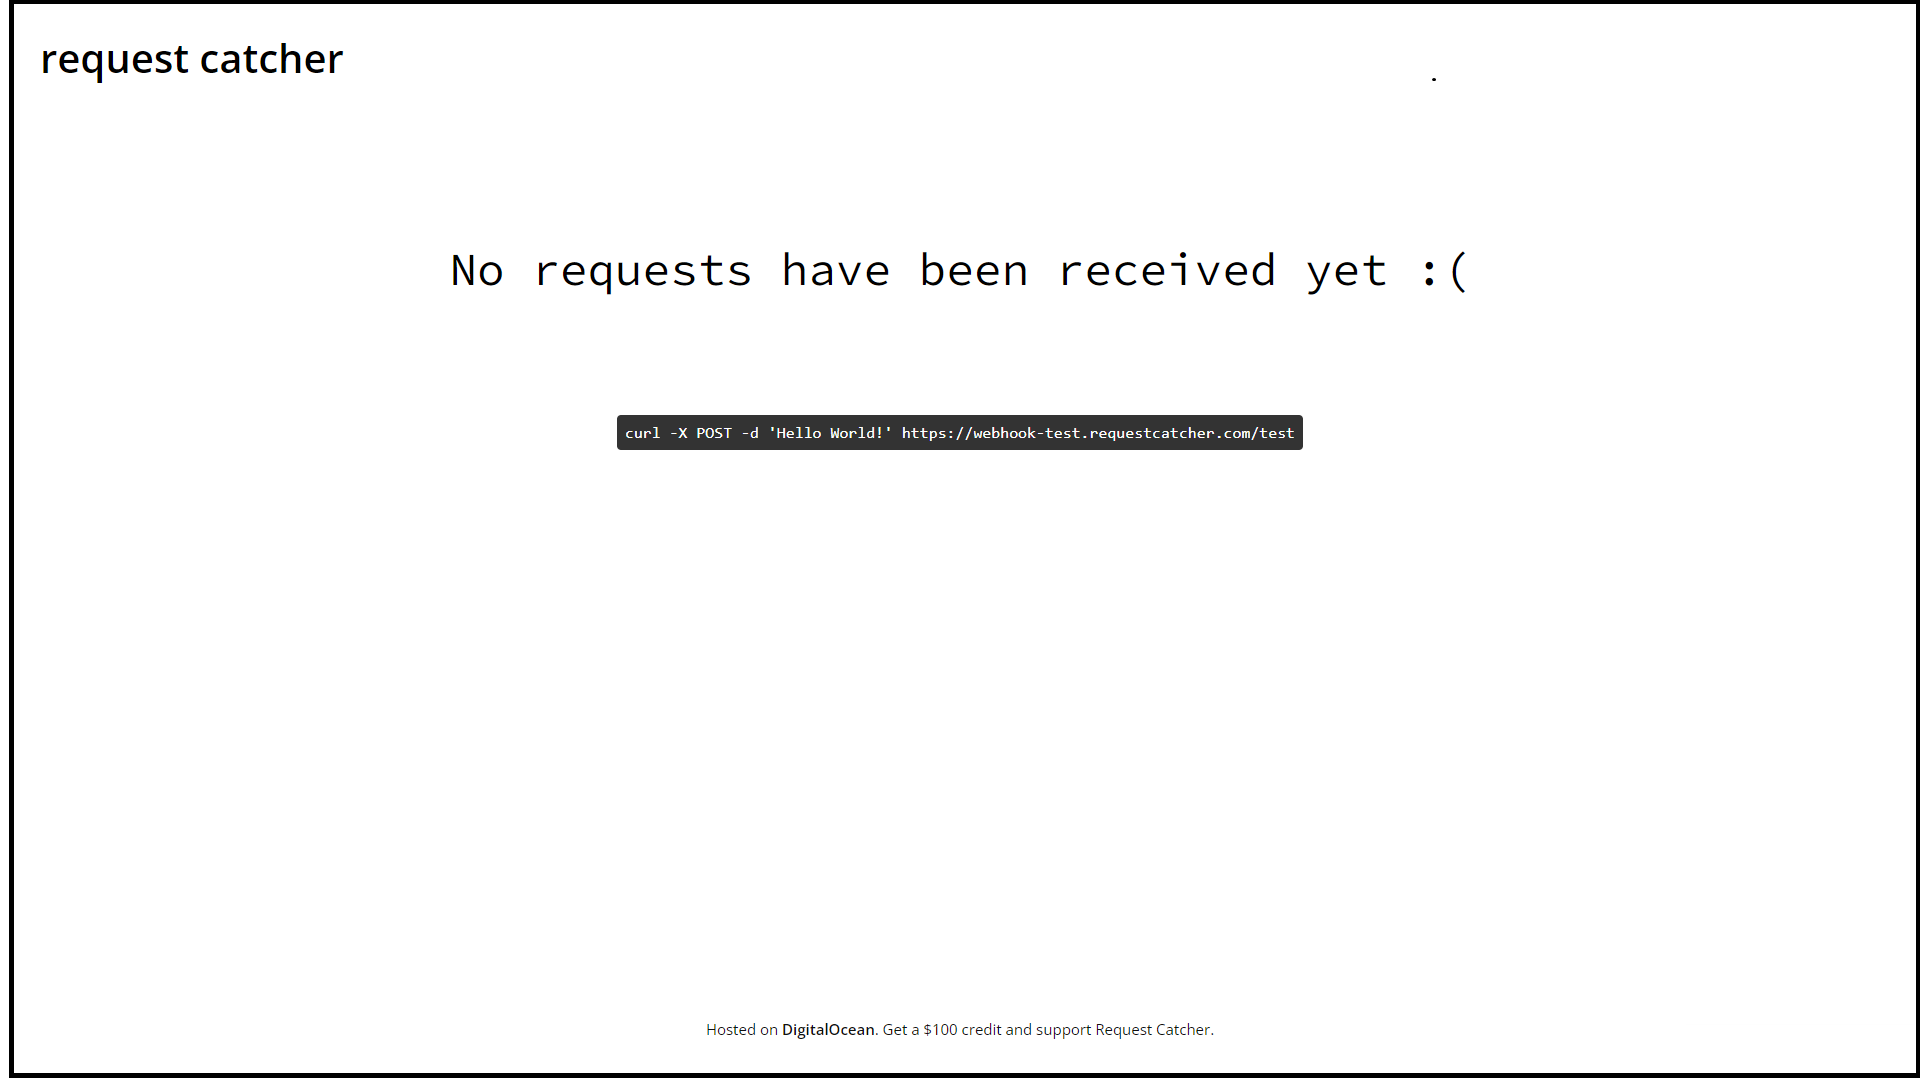 request catcher
No requests have been received yet :(
curl -X POST -d 'Hello World!' https://webhook-test.requestcatcher.com/test
Hosted on DigitalOcean. Get a $100 credit and support Request Catcher.